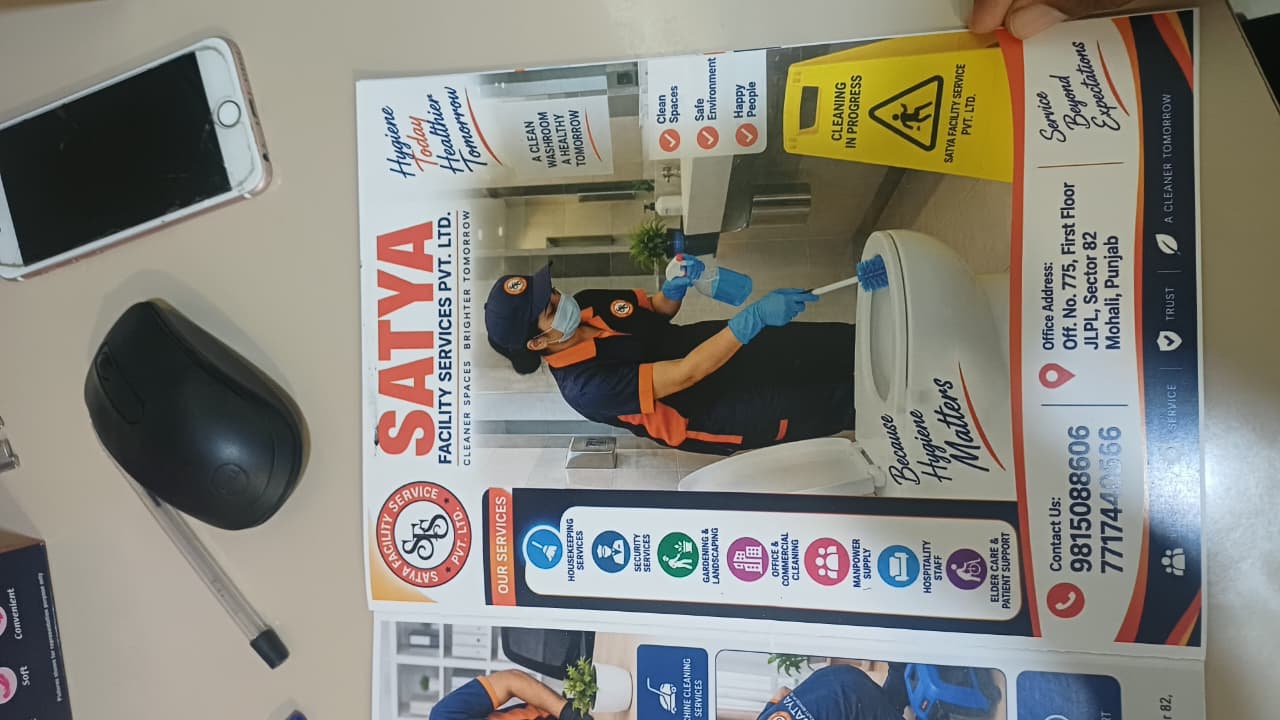 SATYA FACILITY SERVICE
PVT. LTD.
SFS
SATYA
FACILITY SERVICES PVT. LTD.
CLEANER SPACES BRIGHTER TOMORROW
Hygiene
Today
Healthier
Tomorrow
A CLEAN
WASHROOM
A HEALTHY
TOMORROW
Clean
Spaces
Safe
Environment
Happy
People
OUR SERVICES
HOUSEKEEPING
SERVICES
SECURITY
SERVICES
GARDENING &
LANDSCAPING
OFFICE &
COMMERCIAL
CLEANING
MANPOWER
SUPPLY
HOSPITALITY
STAFF
ELDER CARE &
PATIENT SUPPORT
CLEANING
IN PROGRESS
SATYA FACILITY SERVICE
PVT. LTD.
Because
Hygiene
Matters
Contact Us:
9815088606
Office Address:
Off. No. 775, First Floor
JLPL, Sector 82
Mohali, Punjab
Service
Beyond
Expectations
SERVICE | TRUST | A CLEANER TOMORROW
CLEANING
SERVICES
SATYA
82,
Soft
Convenient